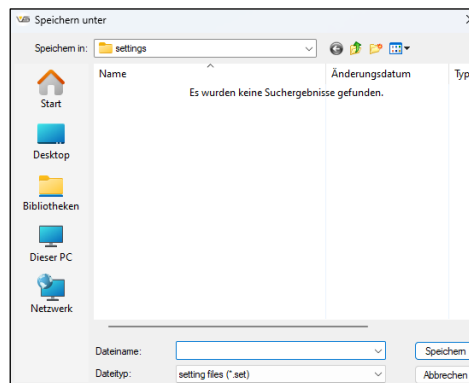 Speichern unter
Speichern in: settings
Name Änderungsdatum Typ
Es wurden keine Suchergebnisse gefunden.
Start
Desktop
Bibliotheken
Dieser PC
Netzwerk
Dateiname: Speichern
Dateityp: setting files (*.set) Abbrechen